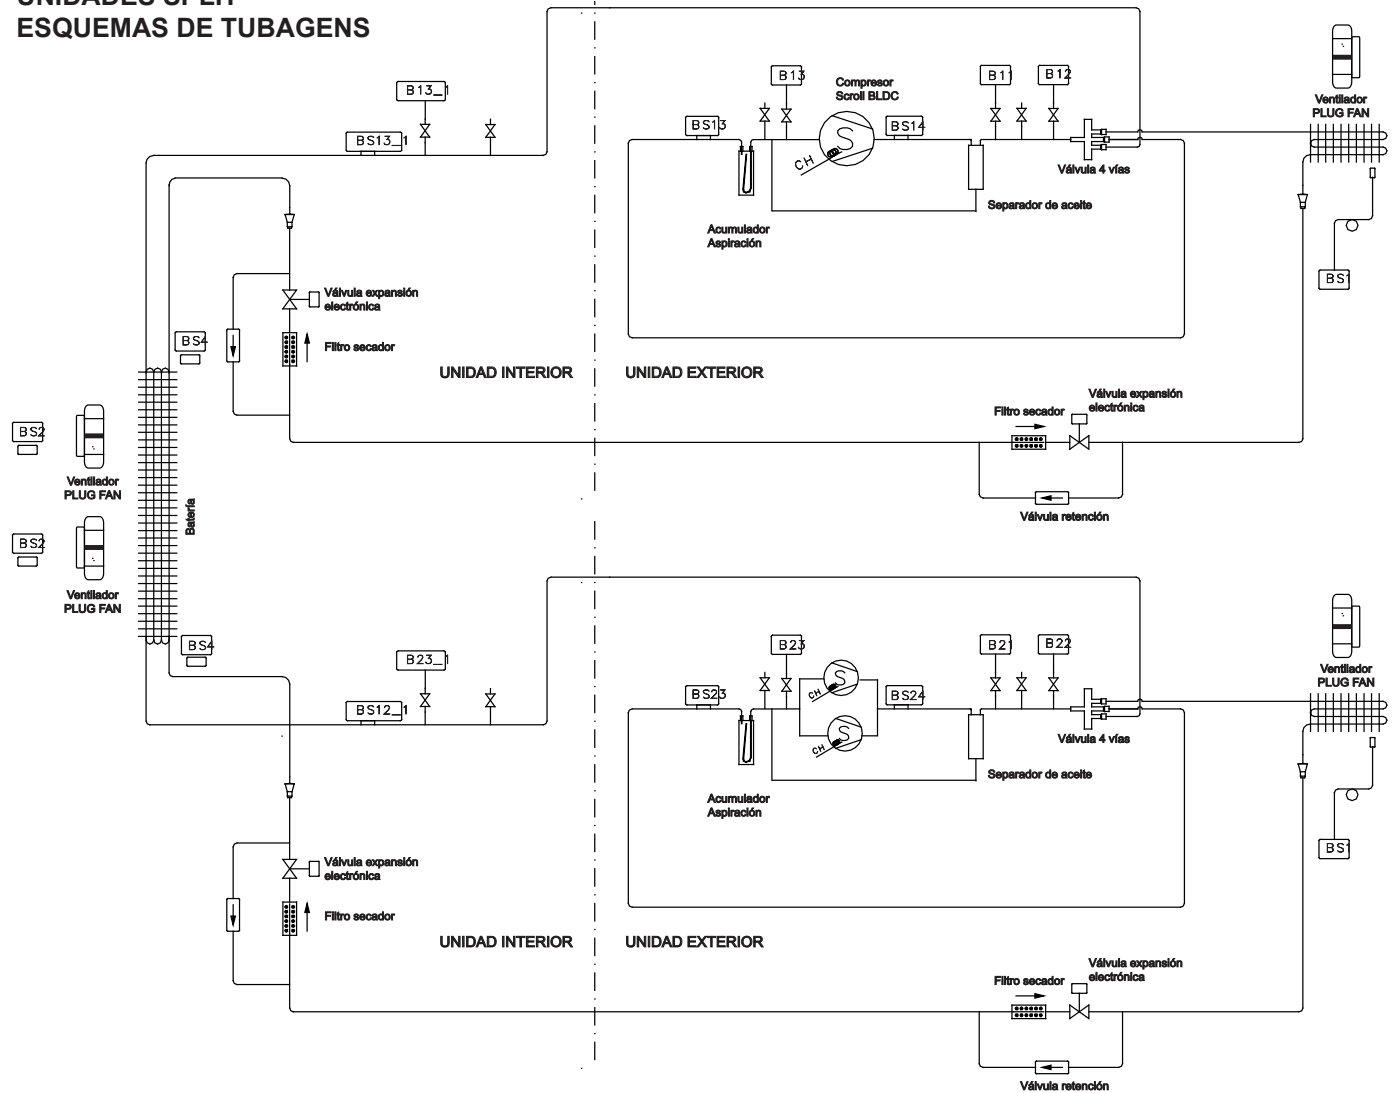 UNIDADES SPLIT
ESQUEMAS DE TUBAGENS
B13_1
BS13_1
B13
Compresor
Scroll BLDC
B11
B12
BS13
BS14
CH
S
Ventilador
PLUG FAN
Válvula 4 vías
Separador de aceite
Acumulador
Aspiración
BS1
Válvula expansión
electrónica
BS4
Filtro secador
UNIDAD INTERIOR
UNIDAD EXTERIOR
Válvula expansión
electrónica
Filtro secador
BS2
Ventilador
PLUG FAN
Batería
Válvula retención
BS2
Ventilador
PLUG FAN
BS4
B23_1
BS12_1
B23
B21
B22
BS23
BS24
CH
S
CH
S
Ventilador
PLUG FAN
Válvula 4 vías
Separador de aceite
Acumulador
Aspiración
BS1
Válvula expansión
electrónica
Filtro secador
UNIDAD INTERIOR
UNIDAD EXTERIOR
Válvula expansión
electrónica
Filtro secador
Válvula retención